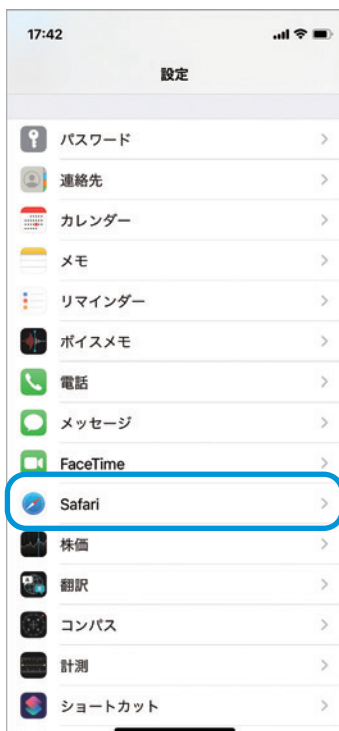 17:42
設定
パスワード
連絡先
カレンダー
メモ
リマインダー
ボイスメモ
電話
メッセージ
FaceTime
Safari
株価
翻訳
コンパス
計測
ショートカット